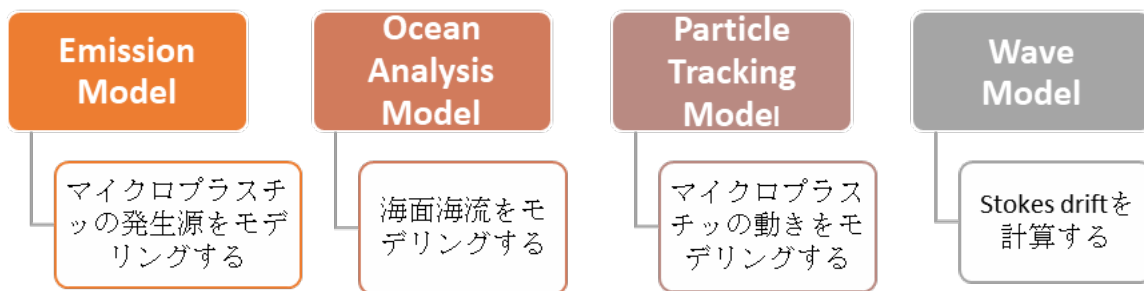 Emission
Model
マイクロプラスチ
ッの発生源をモデ
リングする
Ocean
Analysis
Model
海面海流をモ
デリングする
Particle
Tracking
Model
マイクロプラス
チッの動きをモ
デリングする
Wave
Model
Stokes driftを
計算する